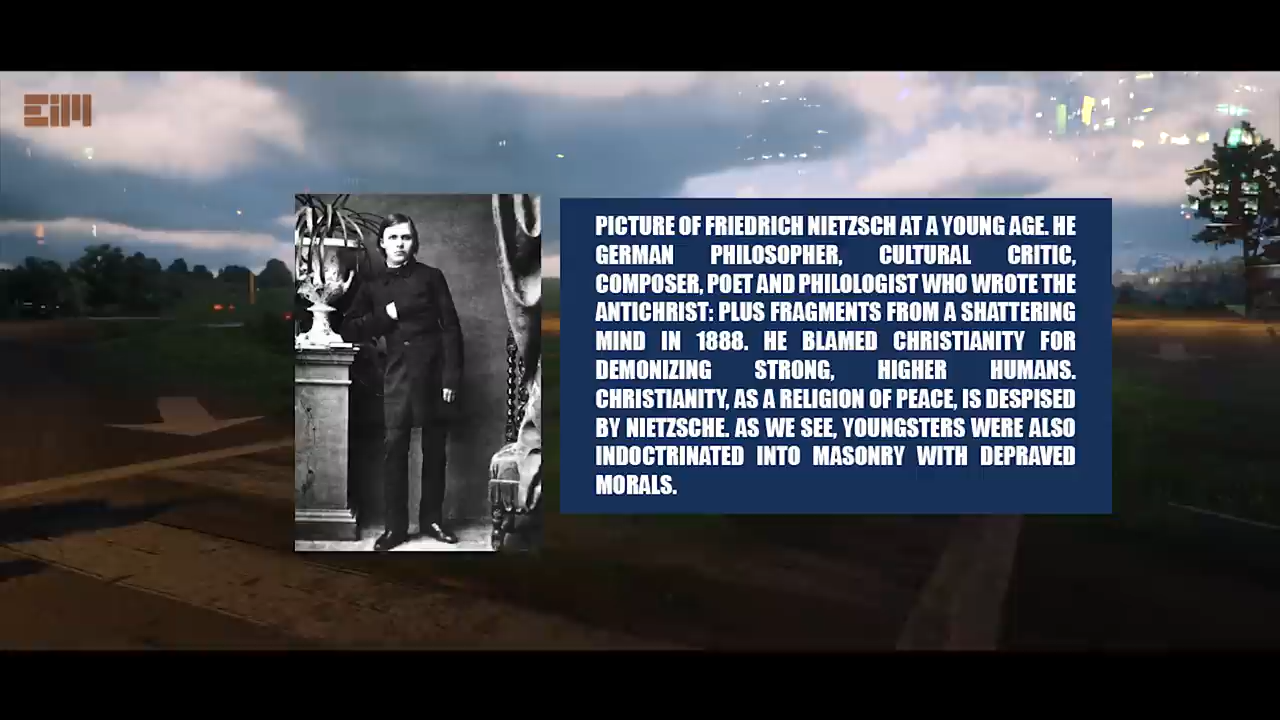 EIM
PICTURE OF FRIEDRICH NIETZSCH AT A YOUNG AGE. HE
GERMAN PHILOSOPHER, CULTURAL CRITIC,
COMPOSER, POET AND PHILOLOGIST WHO WROTE THE
ANTICHRIST: PLUS FRAGMENTS FROM A SHATTERING
MIND IN 1888. HE BLAMED CHRISTIANITY FOR
DEMONIZING STRONG, HIGHER HUMANS.
CHRISTIANITY, AS A RELIGION OF PEACE, IS DESPISED
BY NIETZSCHE. AS WE SEE, YOUNGSTERS WERE ALSO
INDOCTRINATED INTO MASONRY WITH DEPRAVED
MORALS.